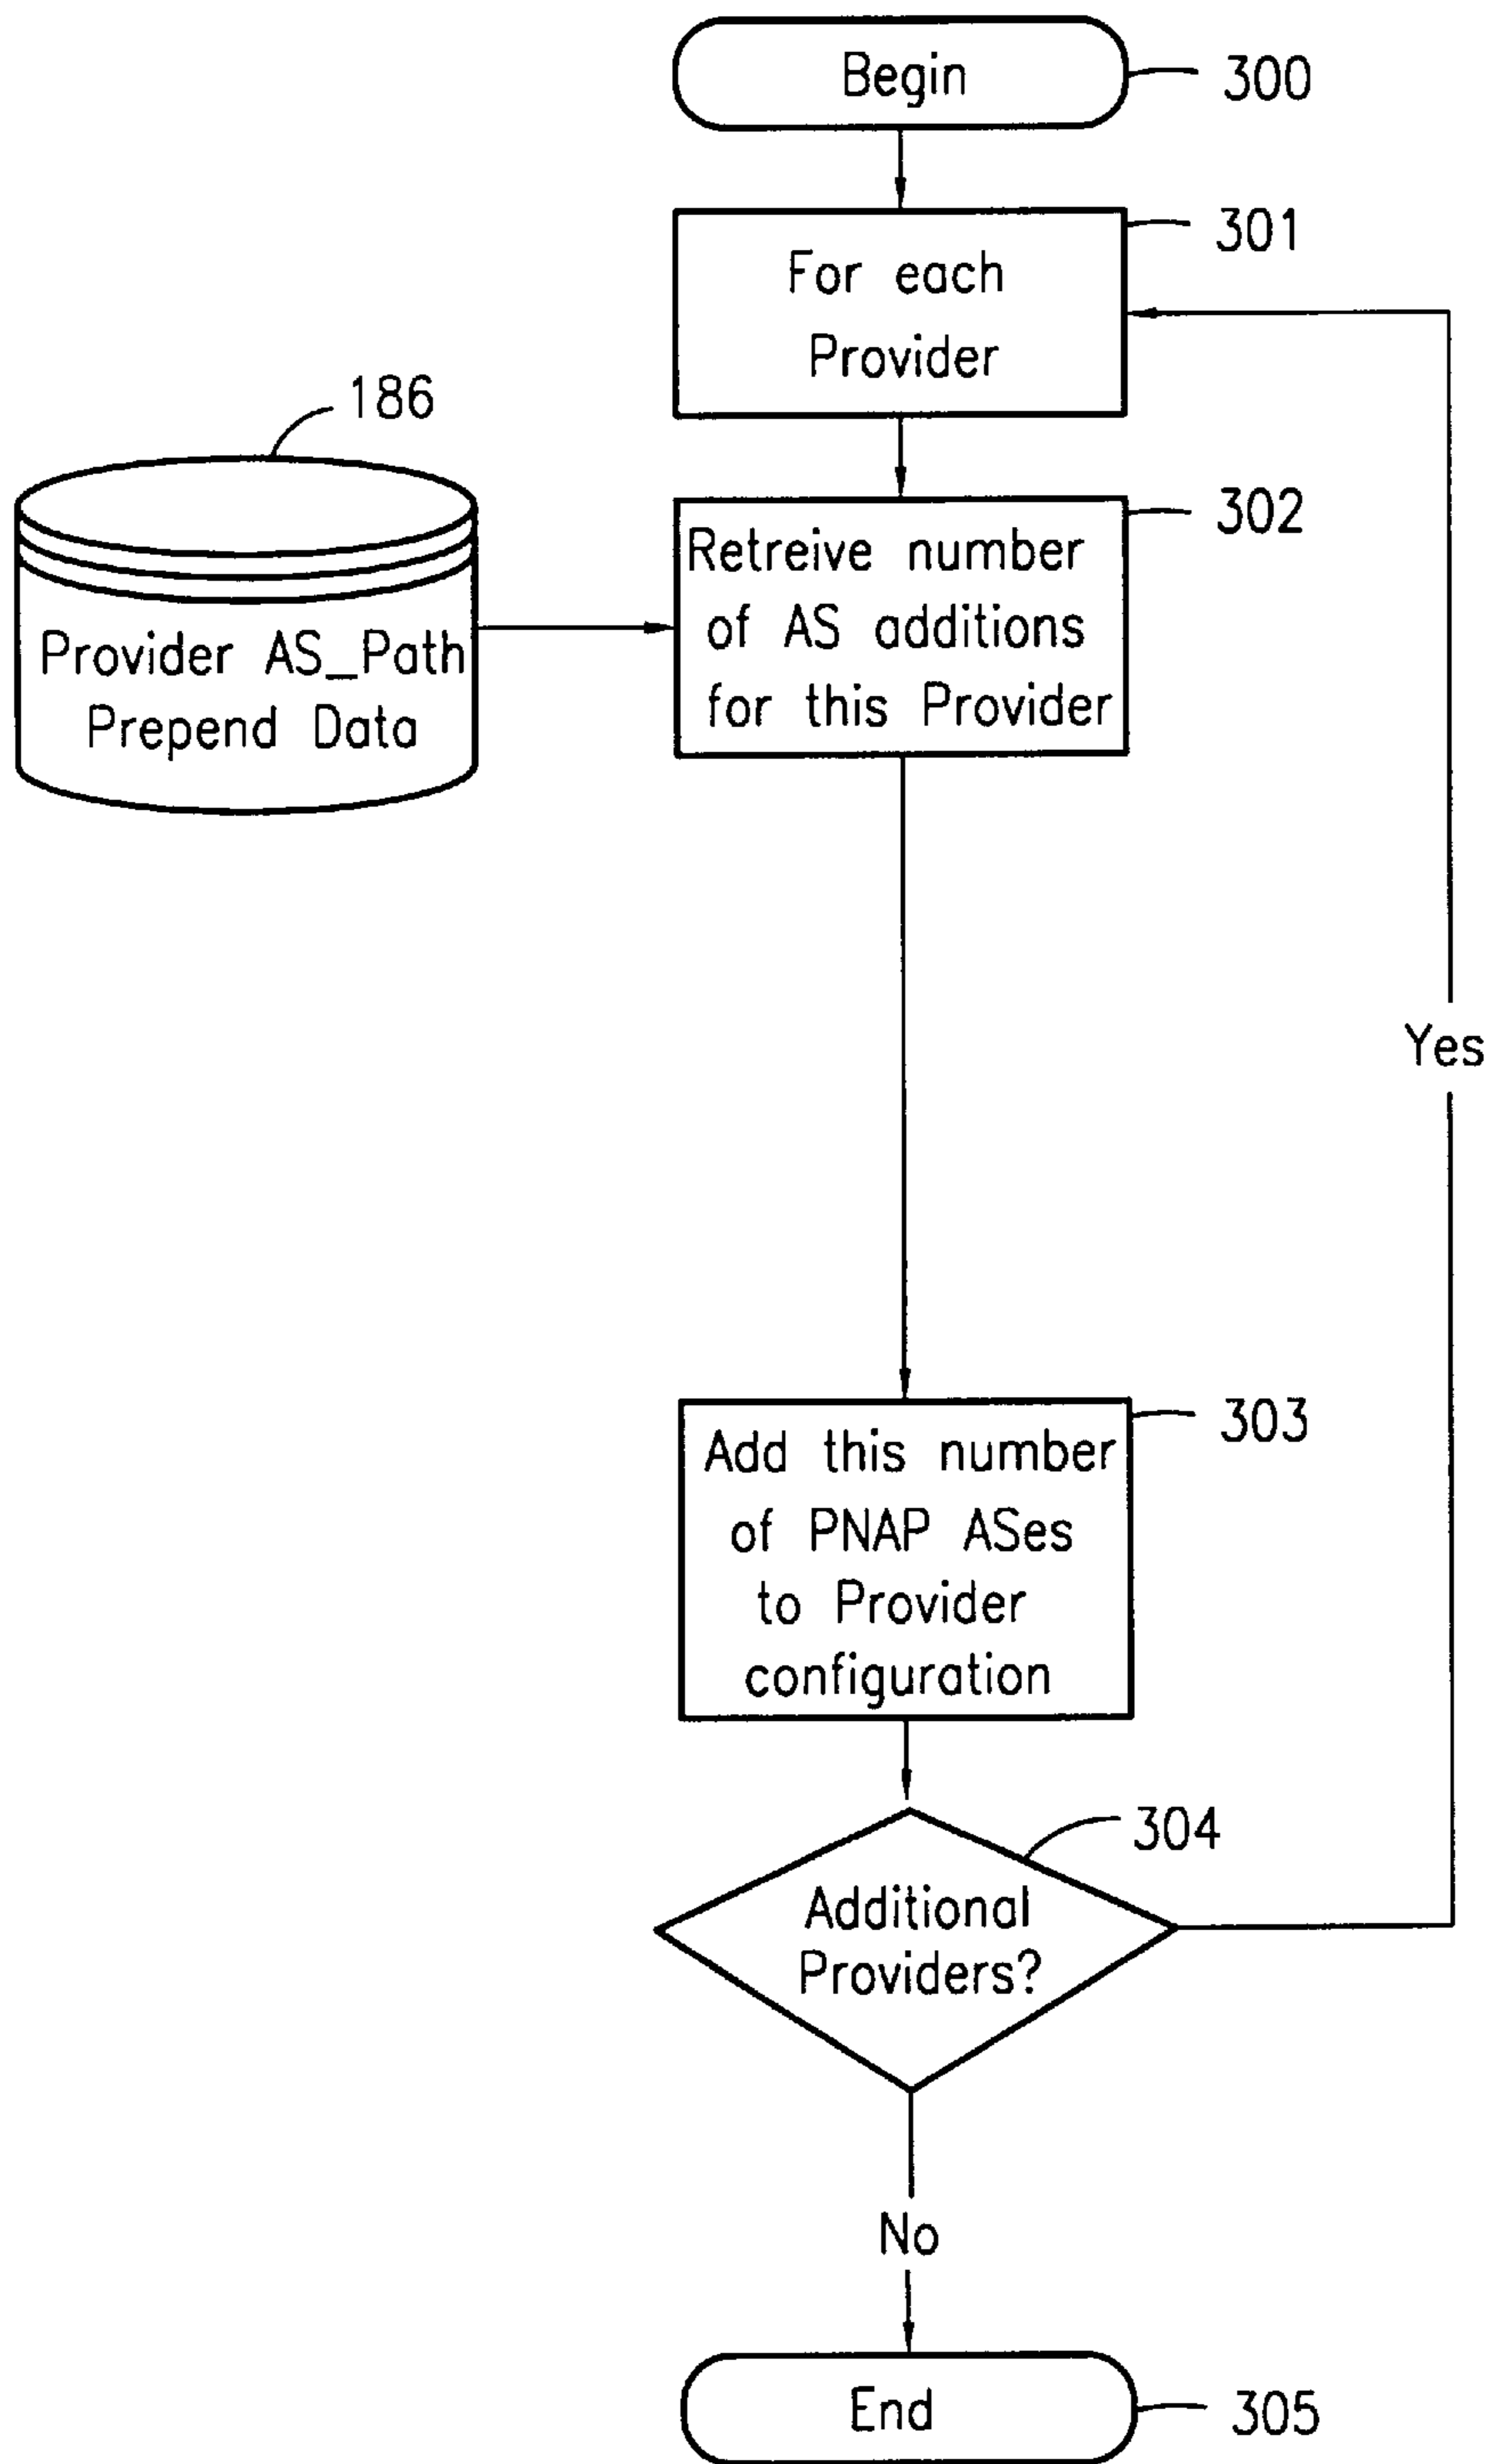 Begin
300
301
For each
Provider
186
302
Retreive number
of AS additions
for this Provider
Provider AS_Path
Prepend Data
Yes
303
Add this number
of PNAP ASes
to Provider
configuration
304
Additional
Providers?
No
End
305